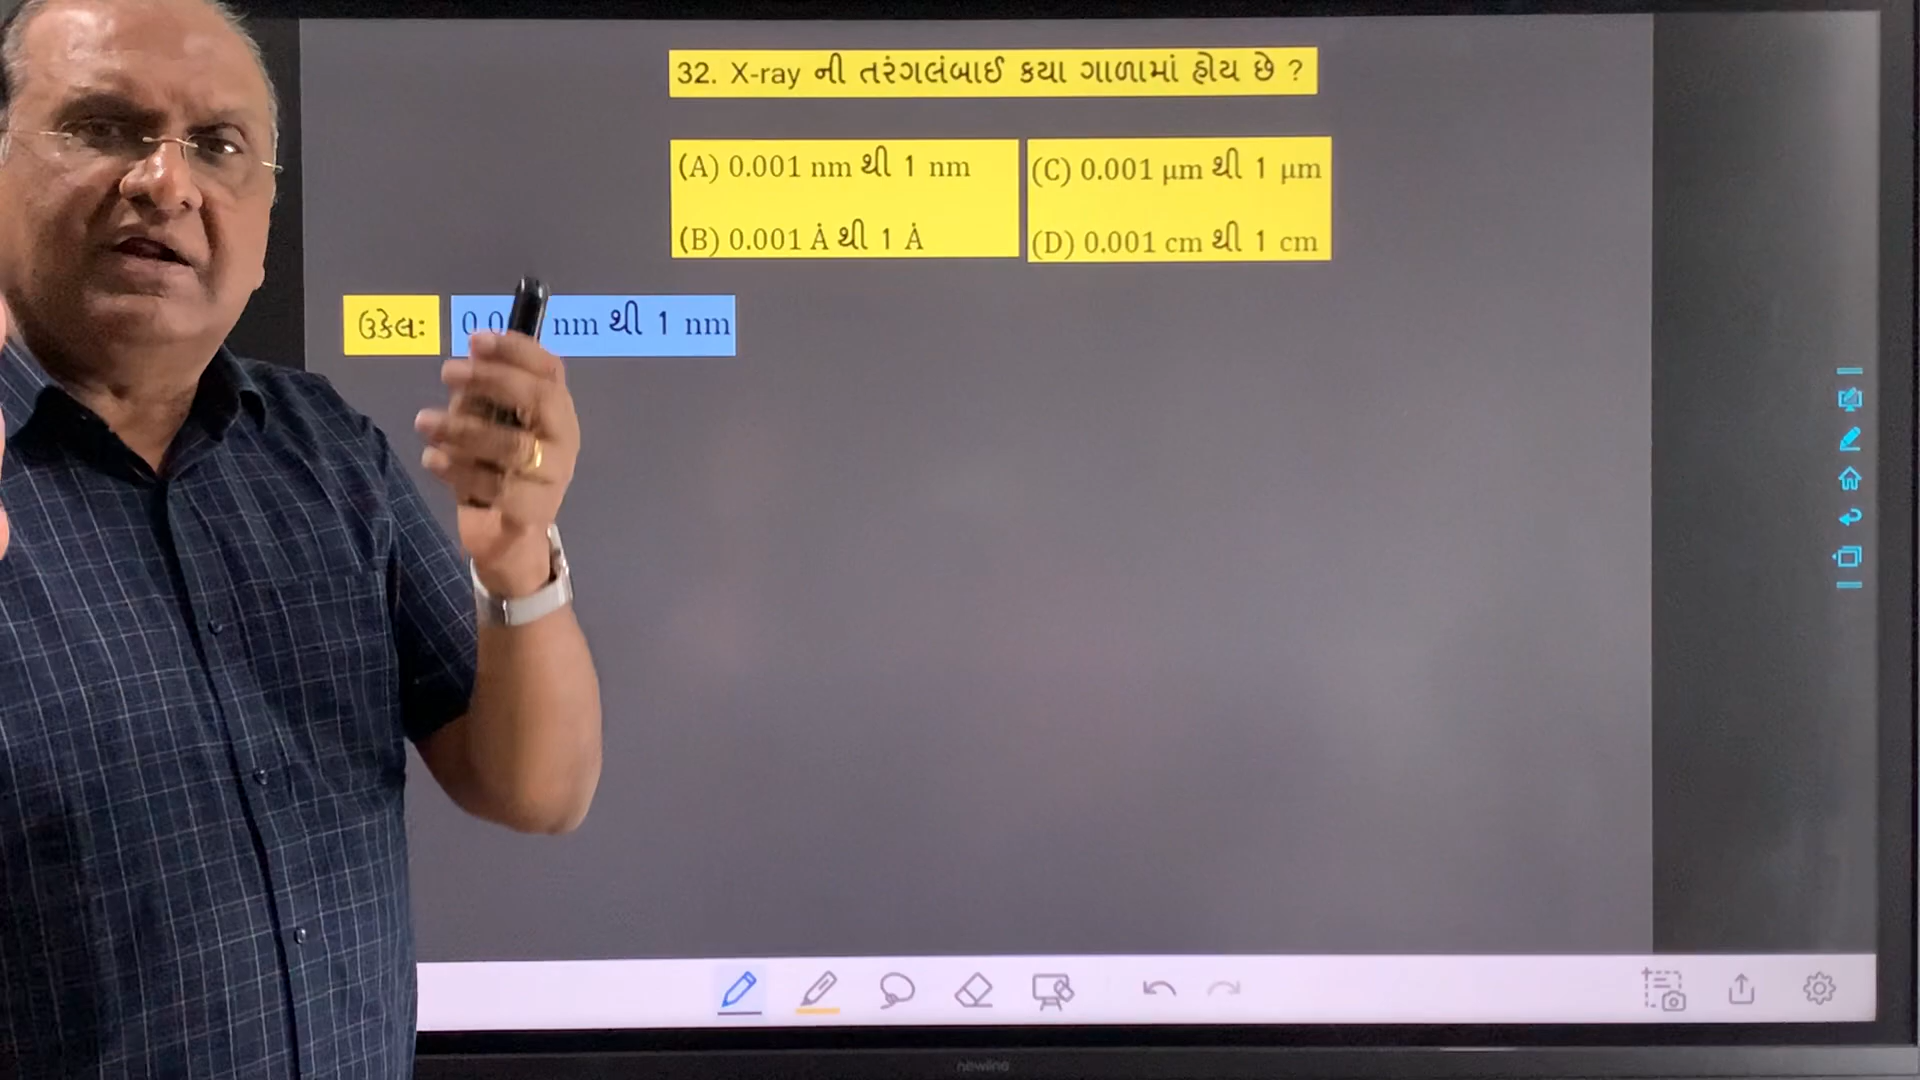 32. X-ray ની તરંગલંબાઈ કયા ગાળામાં હોય છે ?
(A) 0.001 nm થી 1 nm
(B) 0.001 Å થી 1 Å
(C) 0.001 μm થી 1 μm
(D) 0.001 cm થી 1 cm
ઉકેલઃ nm થી 1 nm
newline